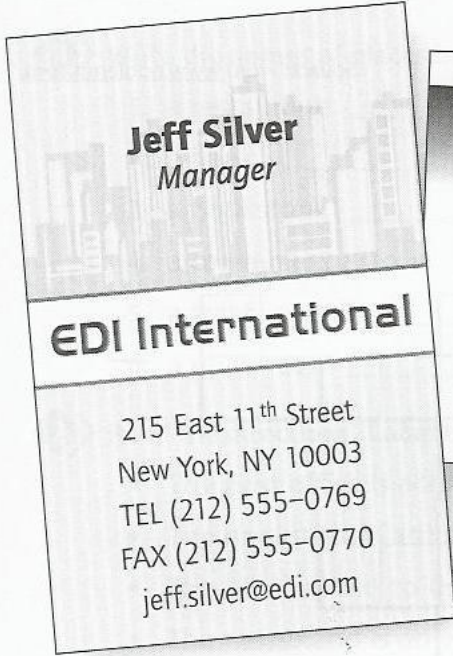 Jeff Silver
Manager
EDI International
215 East 11th Street
New York, NY 10003
TEL (212) 555-0769
FAX (212) 555-0770
jeff.silver@edi.com